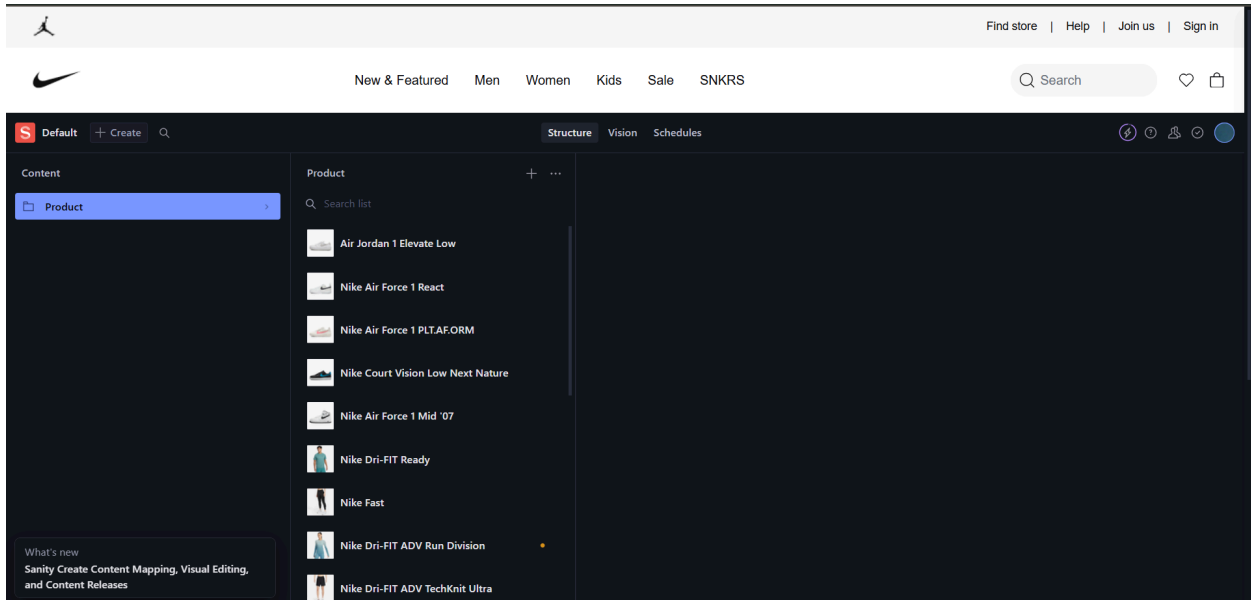 Find store | Help | Join us | Sign in
New & Featured Men Women Kids Sale SNKRS Search
S Default + Create Structure Vision Schedules
Content
Product
Product
Search list
Air Jordan 1 Elevate Low
Nike Air Force 1 React
Nike Air Force 1 PLT.AF.ORM
Nike Court Vision Low Next Nature
Nike Air Force 1 Mid '07
Nike Dri-FIT Ready
Nike Fast
Nike Dri-FIT ADV Run Division
Nike Dri-FIT ADV TechKnit Ultra
What's new
Sanity Create Content Mapping, Visual Editing,
and Content Releases